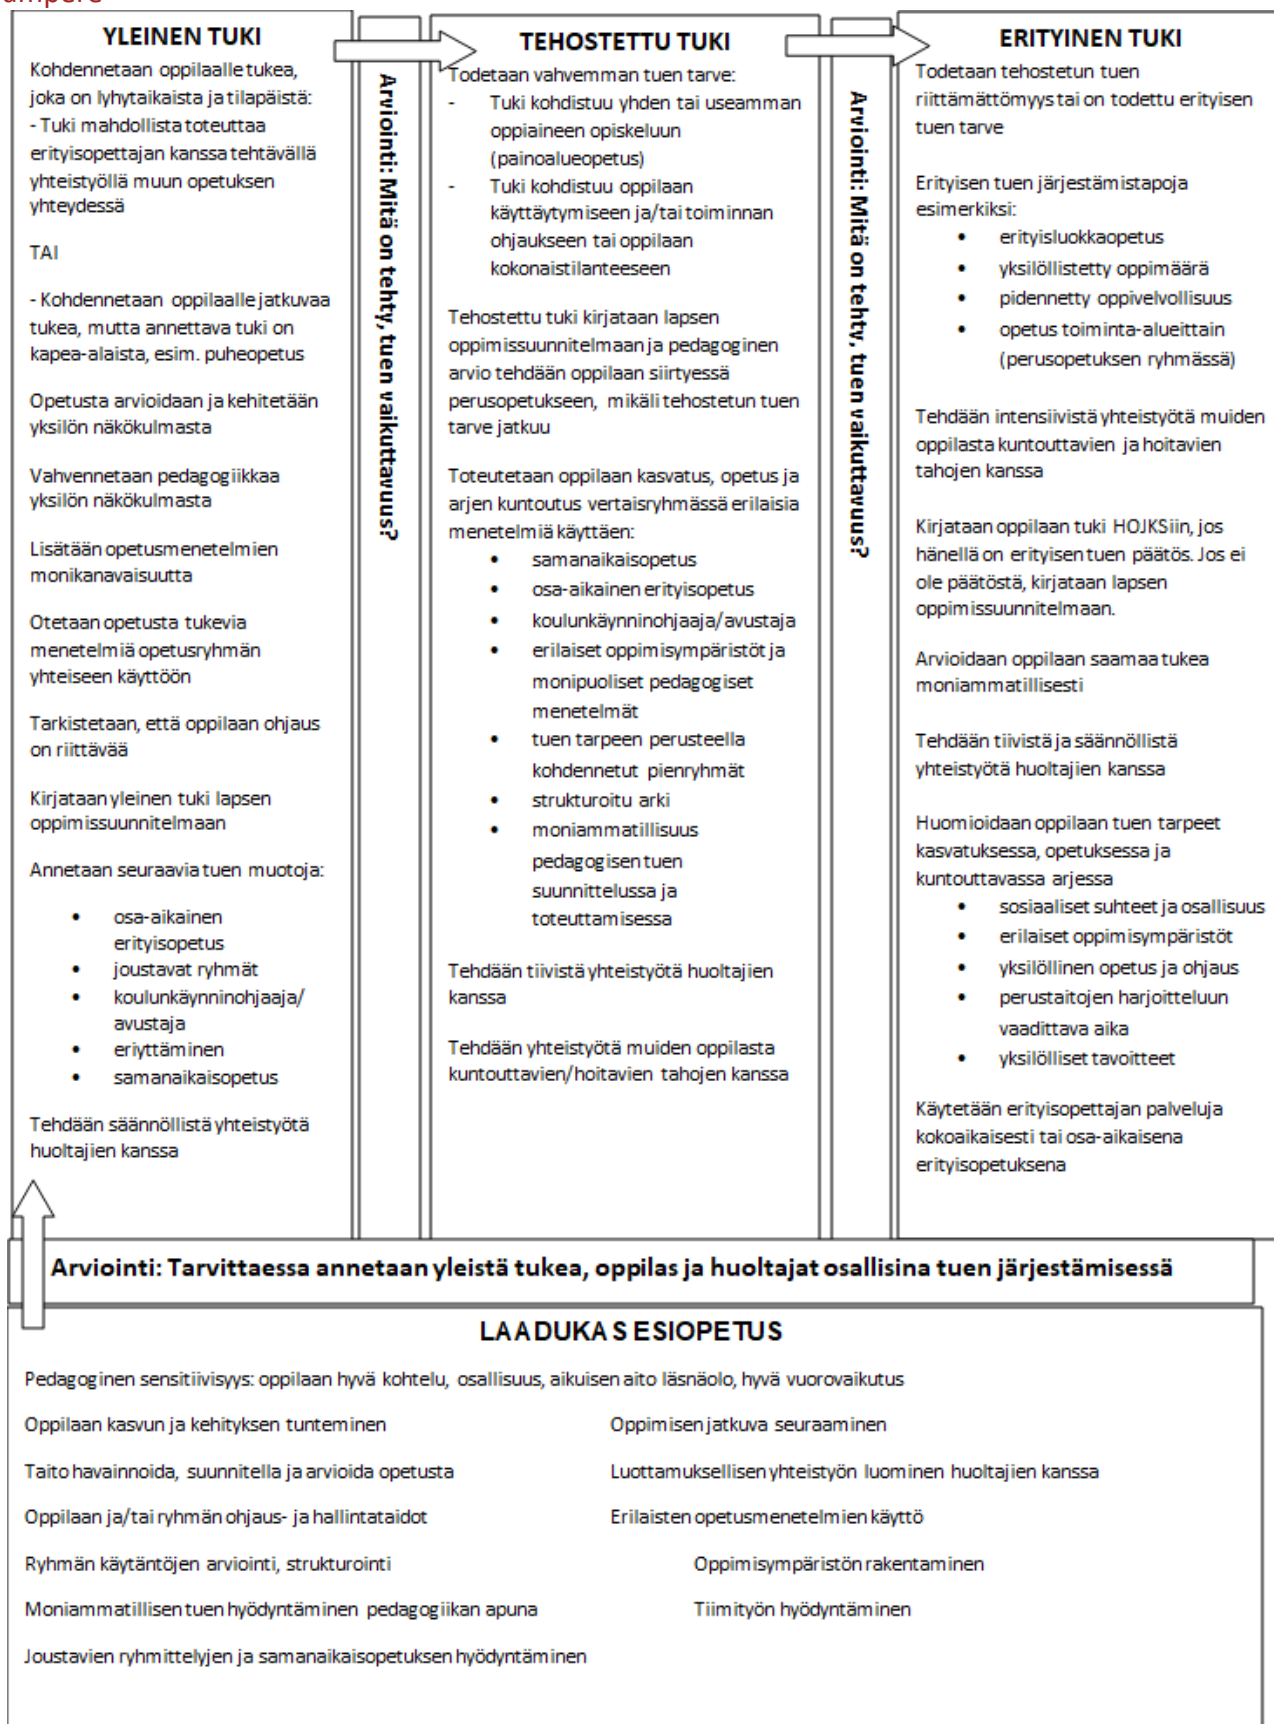 YLEINEN TUKI
Kohdennetaan oppilaalle tukea,
joka on lyhytaikaista ja tilapäistä:
- Tuki mahdollista toteuttaa
erityisopettajan kanssa tehtävällä
yhteistyöllä muun opetuksen
yhteydessä
TAI
- Kohdennetaan oppilaalle jatkuvaa
tukea, mutta annettava tuki on
kapea-alaista, esim. puheopetus
Opetusta arvioidaan ja kehitetään
yksilön näkökulmasta
Vahvennetaan pedagogiikkaa
yksilön näkökulmasta
Lisätään opetusmenetelmien
monikanavaisuutta
Otetaan opetusta tukevia
menetelmiä opetusryhmän
yhteiseen käyttöön
Tarkistetaan, että oppilaan ohjaus
on riittävää
Kirjataan yleinen tuki lapsen
oppimissuunnitelmaan
Annetaan seuraavia tuen muotoja:
• osa-aikainen
erityisopetus
• joustavat ryhmät
• koulunkäynninohjaaja/
avustaja
• eriyttäminen
• samanaikaisopetus
Tehdään säännöllistä yhteistyötä
huoltajien kanssa
Arviointi: Mitä on tehty, tuen vaikuttavuus?
TEHOSTETTU TUKI
Todetaan vahvemman tuen tarve:
- Tuki kohdistuu yhden tai useamman
oppiaineen opiskeluun
(painoalueopetus)
- Tuki kohdistuu oppilaan
käyttäytymiseen ja/tai toiminnan
ohjaukseen tai oppilaan
kokonaistilanteeseen
Tehostettu tuki kirjataan lapsen
oppimissuunnitelmaan ja pedagoginen
arvio tehdään oppilaan siirtyessä
perusopetukseen, mikäli tehostetun tuen
tarve jatkuu
Toteutetaan oppilaan kasvatus, opetus ja
arjen kuntoutus vertaisryhmässä erilaisia
menetelmiä käyttäen:
• samanaikaisopetus
• osa-aikainen erityisopetus
• koulunkäynninohjaaja/avustaja
• erilaiset oppimisympäristöt ja
monipuoliset pedagogiset
menetelmät
• tuen tarpeen perusteella
kohdennetut pienryhmät
• strukturoitu arki
• moniammatillisuus
pedagogisen tuen
suunnittelussa ja
toteuttamisessa
Tehdään tiivistä yhteistyötä huoltajien
kanssa
Tehdään yhteistyötä muiden oppilasta
kuntouttavien/hoitavien tahojen kanssa
Arviointi: Mitä on tehty, tuen vaikuttavuus?
ERITYINEN TUKI
Todetaan tehostetun tuen
riittämättömyys tai on todettu erityisen
tuen tarve
Erityisen tuen järjestämistapoja
esimerkiksi:
• erityisluokkaopetus
• yksilöllistetty oppimäärä
• pidennetty oppivelvollisuus
• opetus toiminta-alueittain
(perusopetuksen ryhmässä)
Tehdään intensiivistä yhteistyötä muiden
oppilasta kuntouttavien ja hoitavien
tahojen kanssa
Kirjataan oppilaan tuki HOJKSiin, jos
hänellä on erityisen tuen päätös. Jos ei
ole päätöstä, kirjataan lapsen
oppimissuunnitelmaan.
Arvioidaan oppilaan saamaa tukea
moniammatillisesti
Tehdään tiivistä ja säännöllistä
yhteistyötä huoltajien kanssa
Huomioidaan oppilaan tuen tarpeet
kasvatuksessa, opetuksessa ja
kuntouttavassa arjessa
• sosiaaliset suhteet ja osallisuus
• erilaiset oppimisympäristöt
• yksilöllinen opetus ja ohjaus
• perustaitojen harjoitteluun
vaadittava aika
• yksilölliset tavoitteet
Käytetään erityisopettajan palveluja
kokoaikaisesti tai osa-aikaisena
erityisopetuksena
Arviointi: Tarvittaessa annetaan yleistä tukea, oppilas ja huoltajat osallisina tuen järjestämisessä
LAADUKAS ESIOPETUS
Pedagoginen sensitiivisyys: oppilaan hyvä kohtelu, osallisuus, aikuisen aito läsnäolo, hyvä vuorovaikutus
Oppilaan kasvun ja kehityksen tunteminen
Oppimisen jatkuva seuraaminen
Taito havainnoida, suunnitella ja arvioida opetusta
Luottamuksellisen yhteistyön luominen huoltajien kanssa
Oppilaan ja/tai ryhmän ohjaus- ja hallintataidot
Erilaisten opetusmenetelmien käyttö
Ryhmän käytäntöjen arviointi, strukturointi
Oppimisympäristön rakentaminen
Moniammatillisen tuen hyödyntäminen pedagogiikan apuna
Tiimityön hyödyntäminen
Joustavien ryhmittelyjen ja samanaikaisopetuksen hyödyntäminen